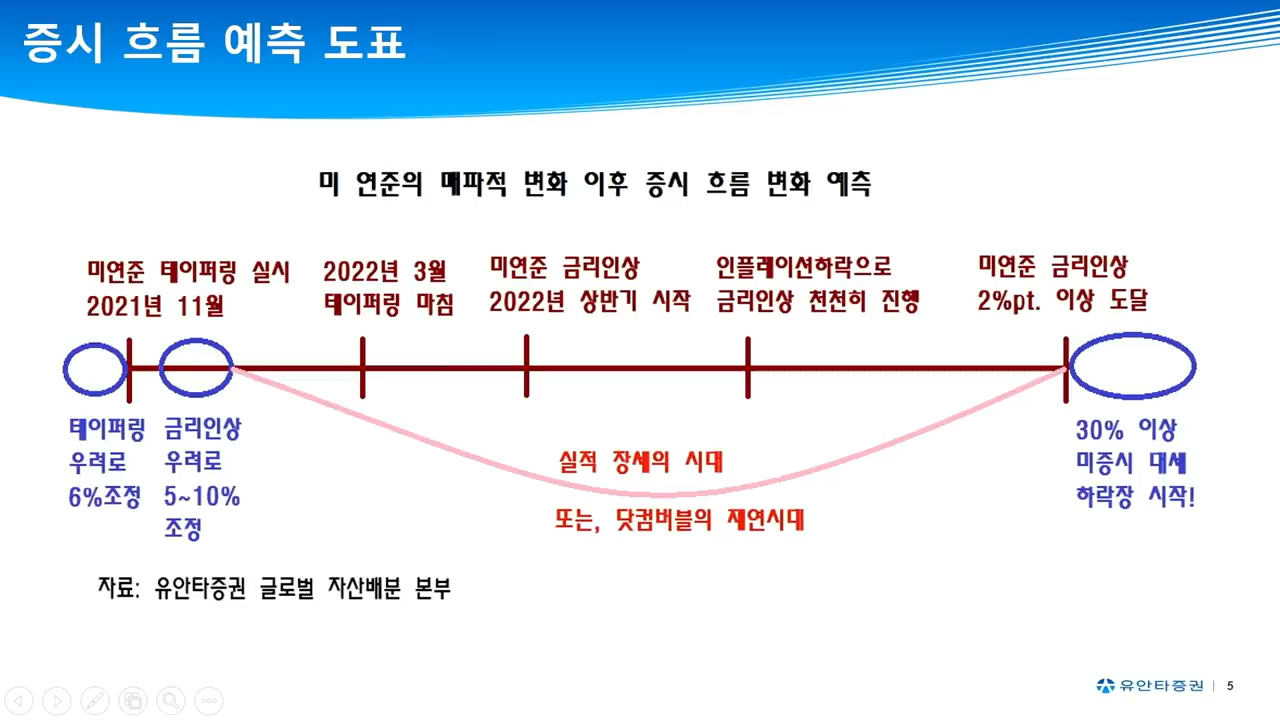 증시 흐름 예측 도표
미 연준의 매파적 변화 이후 증시 흐름 변화 예측
미연준 테이퍼링 실시
2021년 11월
2022년 3월
테이퍼링 마침
미연준 금리인상
2022년 상반기 시작
인플레이션하락으로
금리인상 천천히 진행
미연준 금리인상
2%pt. 이상 도달
테이퍼링
우려로
6%조정
금리인상
우려로
5~10%
조정
실적 장세의 시대
또는, 닷컴버블의 재연시대
30% 이상
미증시 대세
하락장 시작!
자료: 유안타증권 글로벌 자산배분 본부
유안타증권 | 5